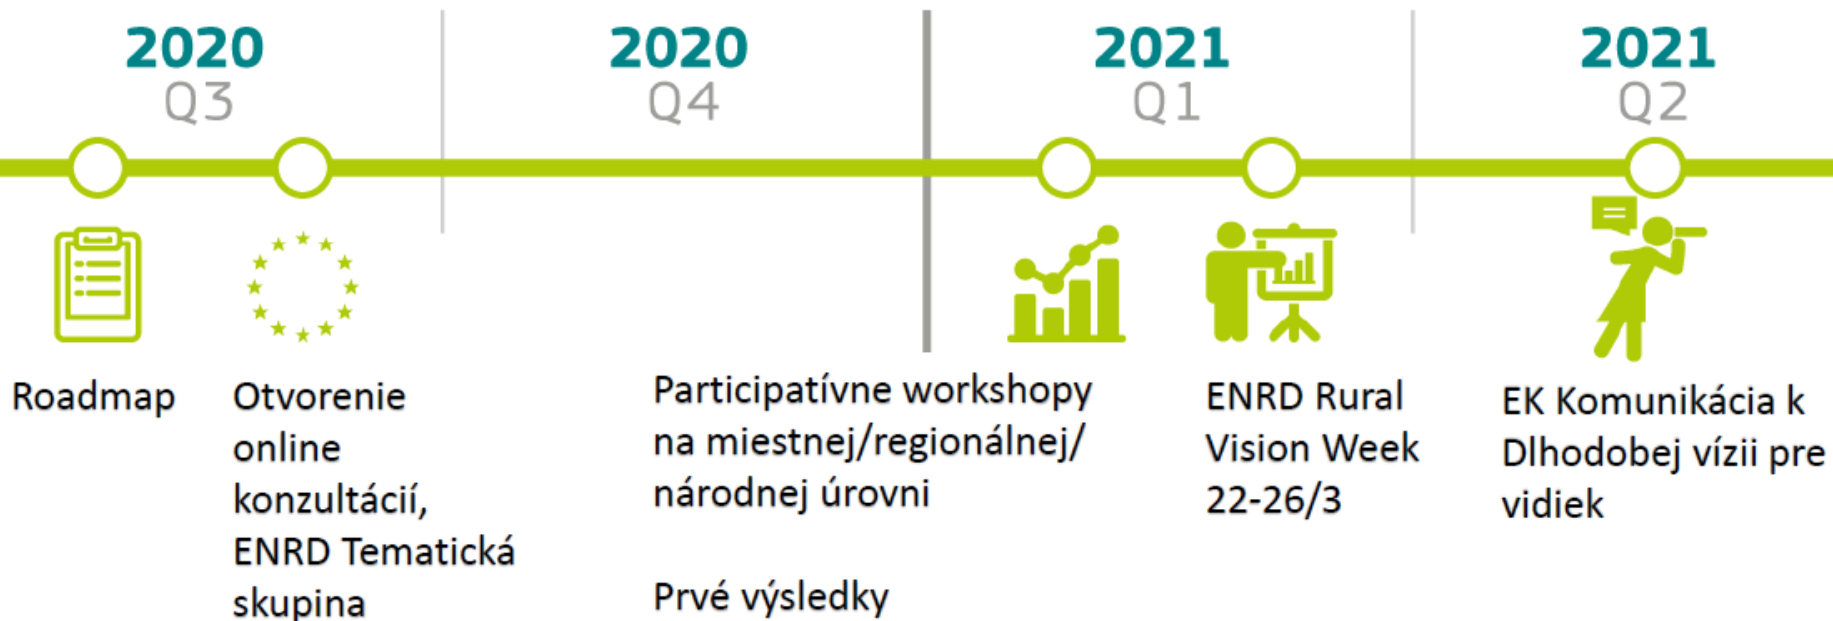 2020
Q3
2020
Q4
2021
Q1
2021
Q2
Roadmap
Otvorenie
online
konzultácií,
ENRD Tematická
skupina
Participatívne workshopy
na miestnej/regionálnej/
národnej úrovni
Prvé výsledky
ENRD Rural
Vision Week
22-26/3
EK Komunikácia k
Dlhodobej vízii pre
vidiek